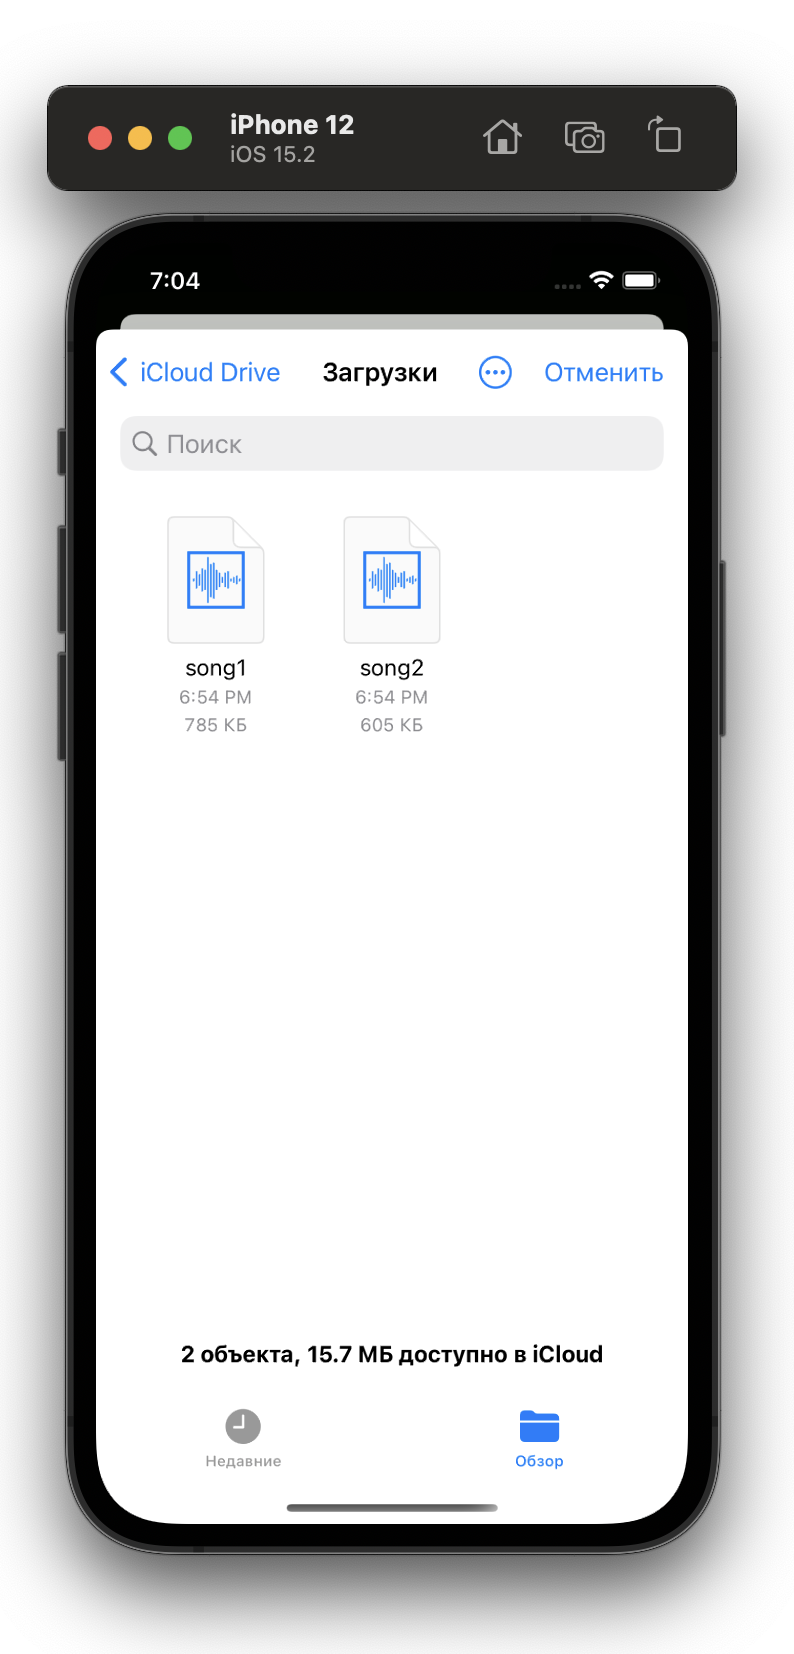 iPhone 12
iOS 15.2
7:04
iCloud Drive
Загрузки
Отменить
Поиск
song1
6:54 PM
785 КБ
song2
6:54 PM
605 КБ
2 объекта, 15.7 МБ доступно в iCloud
Недавние
Обзор